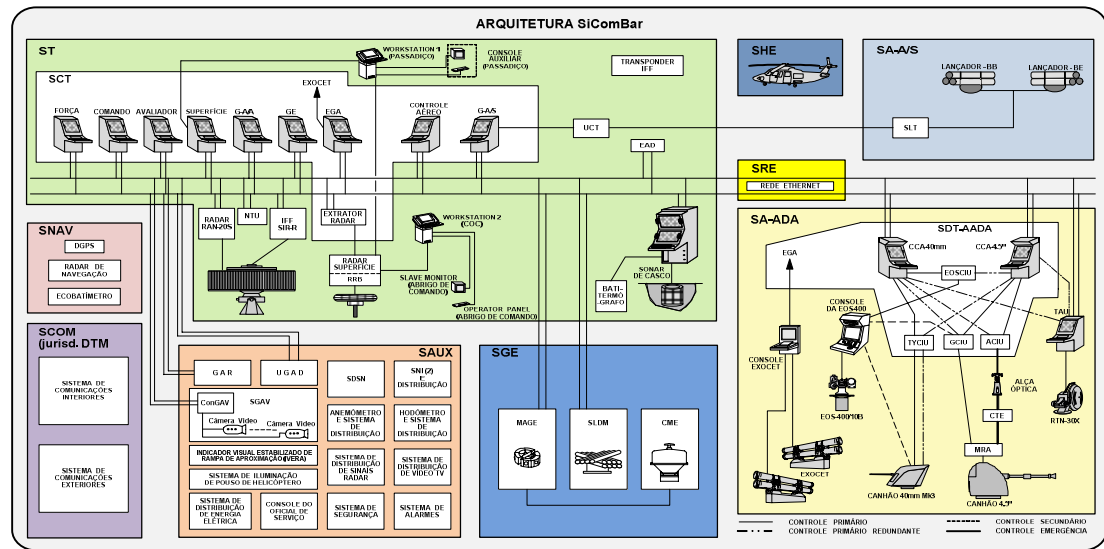 ARQUITETURA SiComBar
ST
WORKSTATION 1
(PASSADIÇO)
CONSOLE
AUXILIAR
(PASSADIÇO)
TRANSPONDER
IFF
SCT
EXOCET
FORÇA
COMANDO
AVALIADOR
SUPERFÍCIE
G-A/A
GE
EGA
CONTROLE
AÉREO
G-A/S
UCT
EAD
SHE
SA-A/S
LANÇADOR - BB
LANÇADOR - BE
SLT
SRE
REDE ETHERNET
RADAR
RAN-20S
NTU
IFF
SIR-R
EXTRATOR
RADAR
WORKSTATION 2
(COC)
RADAR
SUPERFÍCIE
RRB
SLAVE MONITOR
(ABRIGO DE
COMANDO)
OPERATOR PANEL
(ABRIGO DE COMANDO)
SONAR
DE CASCO
BATI-
TERMÓ-
GRAFO
SNAV
DGPS
RADAR DE
NAVEGAÇÃO
ECOBATÍMETRO
SCOM
(jurisd. DTM
SISTEMA DE
COMUNICAÇÕES
INTERIORES
SISTEMA DE
COMUNICAÇÕES
EXTERIORES
SAUX
G A R
U G A D
SDSN
SNI (2)
E
DISTRIBUIÇÃO
ConGAV
SGAV
Câmera Vídeo
Câmera Vídeo
ANEMÔMETRO
E SISTEMA DE
DISTRIBUIÇÃO
HODÔMETRO E
SISTEMA DE
DISTRIBUIÇÃO
INDICADOR VISUAL ESTABILIZADO DE
RAMPA DE APROXIMAÇÃO (IVERA)
SISTEMA DE ILUMINAÇÃO
DE POUSO DE HELICÓPTERO
SISTEMA DE
DISTRIBUIÇÃO
DE SINAIS
RADAR
SISTEMA DE
DISTRIBUIÇÃO
DE VÍDEO TV
SISTEMA DE
DISTRIBUIÇÃO
DE ENERGIA
ELÉTRICA
CONSOLE DO
OFICIAL DE
SERVIÇO
SISTEMA DE
SEGURANÇA
SISTEMA DE
ALARMES
SGE
MAGE
SLDM
CME
SA-ADA
SDT-AADA
CCA-40mm
CCA-4.5"
EGA
EOSCIU
CONSOLE
DA EOS400
TAU
TYCIU
GCIU
ACIU
CONSOLE
EXOCET
ALÇA
ÓPTICA
EOS-400/10B
CTE
RTN-30X
MRA
EXOCET
CANHÃO 40mm Mk3
CANHÃO 4.5"
CONTROLE PRIMÁRIO
CONTROLE SECUNDÁRIO
CONTROLE PRIMÁRIO REDUNDANTE
CONTROLE EMERGÊNCIA